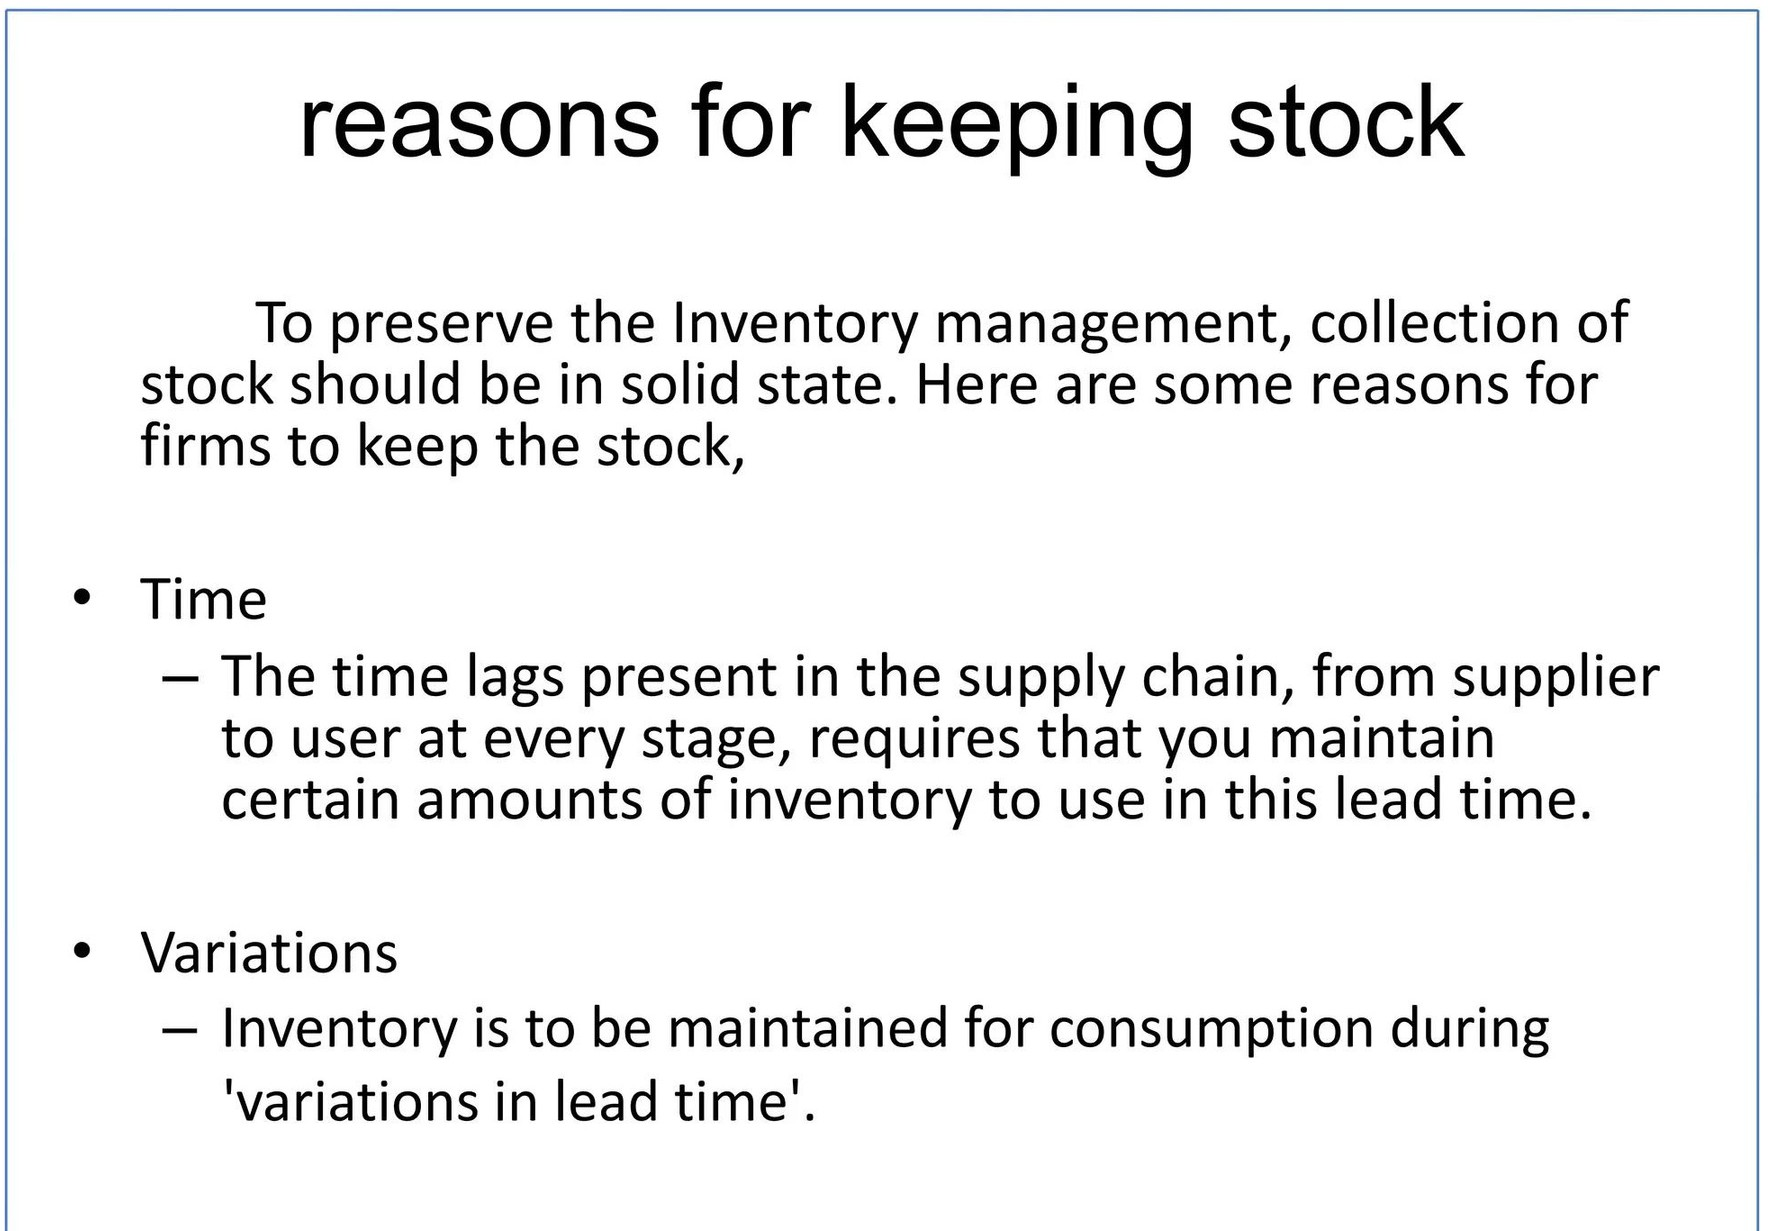 reasons for keeping stock
To preserve the Inventory management, collection of
stock should be in solid state. Here are some reasons for
firms to keep the stock,
• Time
– The time lags present in the supply chain, from supplier
to user at every stage, requires that you maintain
certain amounts of inventory to use in this lead time.
• Variations
– Inventory is to be maintained for consumption during
'variations in lead time'.